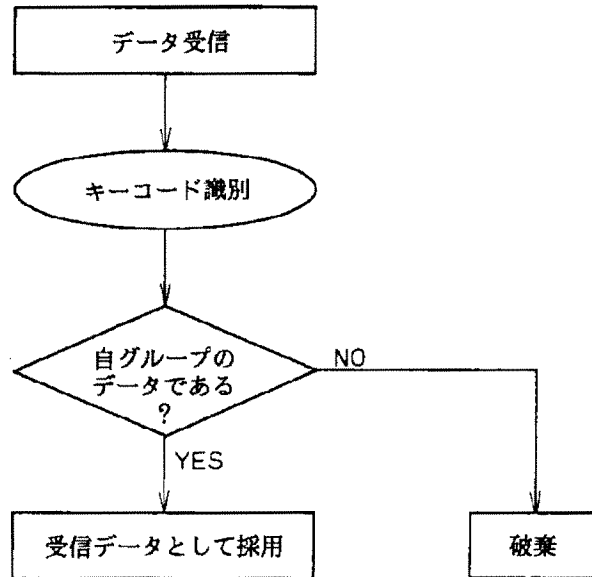 データ受信
キーコード識別
自グループの
データである
?
NO
YES
受信データとして採用
破棄